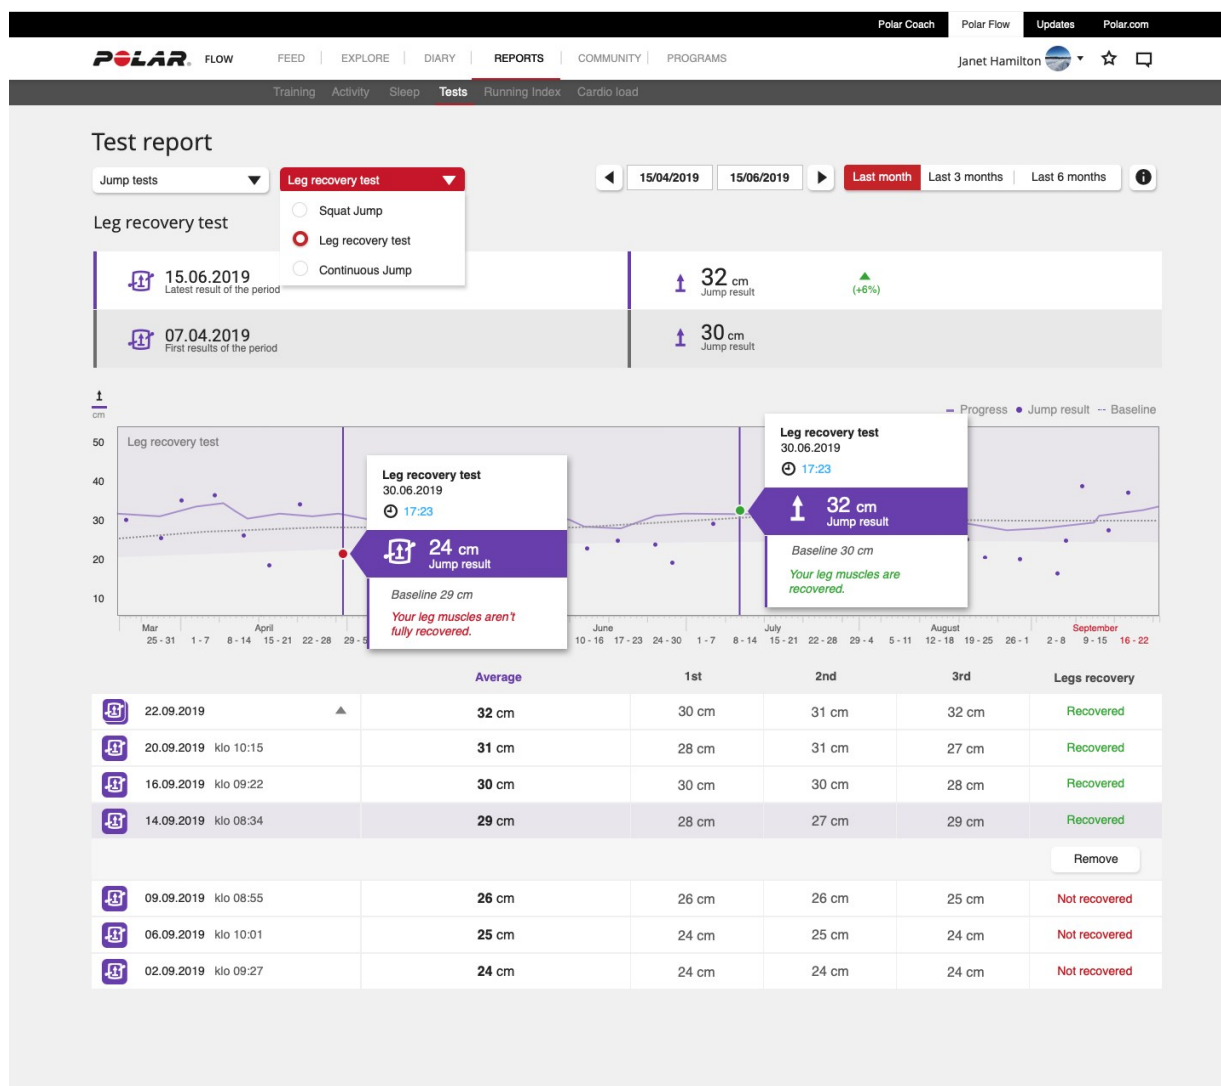 Polar Coach Polar Flow Updates Polar.com
POLAR. FLOW FEED EXPLORE DIARY REPORTS COMMUNITY PROGRAMS Janet Hamilton
Training Activity Sleep Tests Running Index Cardio load
Test report
Jump tests Leg recovery test 15/04/2019 15/06/2019 Last month Last 3 months Last 6 months
Squat Jump
Leg recovery test
Leg recovery test
Continuous Jump
15.06.2019
Latest result of the period
32 cm
Jump result
(+6%)
07.04.2019
First results of the period
30 cm
Jump result
cm
Progress Jump result Baseline
50
40
30
20
10
Leg recovery test
Leg recovery test
30.06.2019
17:23
24 cm
Jump result
Baseline 29 cm
Your leg muscles aren't
fully recovered.
Leg recovery test
30.06.2019
17:23
32 cm
Jump result
Baseline 30 cm
Your leg muscles are
recovered.
Mar April June July August September
25 - 31 1 - 7 8 - 14 15 - 21 22 - 28 29 - 5 10 - 16 17 - 23 24 - 30 1 - 7 8 - 14 15 - 21 22 - 28 29 - 4 5 - 11 12 - 18 19 - 25 26 - 1 2 - 8 9 - 15 16 - 22
Average 1st 2nd 3rd Legs recovery
22.09.2019 32 cm 30 cm 31 cm 32 cm Recovered
20.09.2019 klo 10:15 31 cm 28 cm 31 cm 27 cm Recovered
16.09.2019 klo 09:22 30 cm 30 cm 30 cm 28 cm Recovered
14.09.2019 klo 08:34 29 cm 28 cm 27 cm 29 cm Recovered
Remove
09.09.2019 klo 08:55 26 cm 26 cm 26 cm 25 cm Not recovered
06.09.2019 klo 10:01 25 cm 24 cm 25 cm 24 cm Not recovered
02.09.2019 klo 09:27 24 cm 24 cm 24 cm 24 cm Not recovered